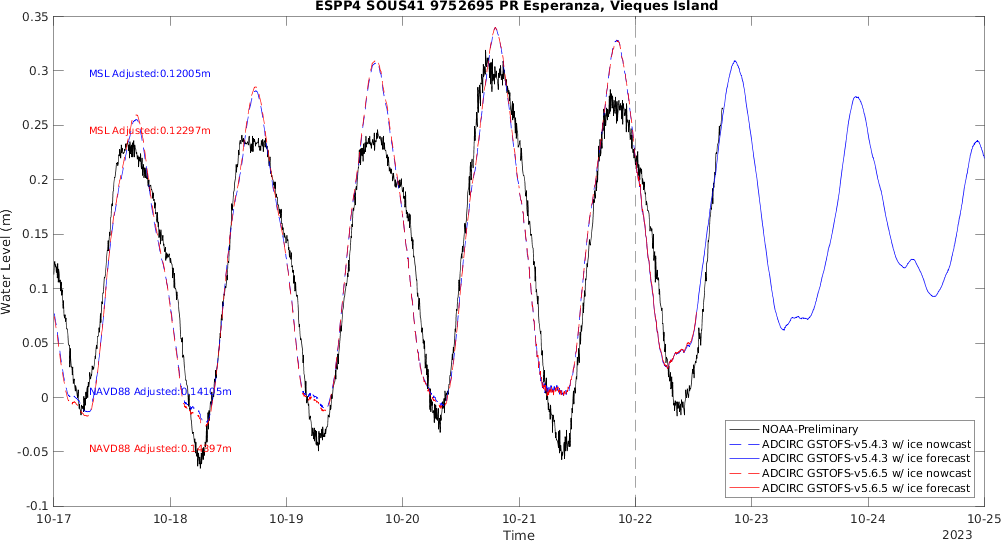 ESPP4 SOUS41 9752695 PR Esperanza, Vieques Island
0.35
0.3
0.25
0.2
0.15
0.1
0.05
0
-0.05
-0.1
Water Level (m)
MSL Adjusted:0.12005m
MSL Adjusted:0.12297m
NAVD88 Adjusted:0.14105m
NAVD88 Adjusted:0.14397m
NOAA-Preliminary
ADCIRC GSTOFS-v5.4.3 w/ ice nowcast
ADCIRC GSTOFS-v5.4.3 w/ ice forecast
ADCIRC GSTOFS-v5.6.5 w/ ice nowcast
ADCIRC GSTOFS-v5.6.5 w/ ice forecast
10-17 10-18 10-19 10-20 10-21 10-22 10-23 10-24 10-25
Time
2023